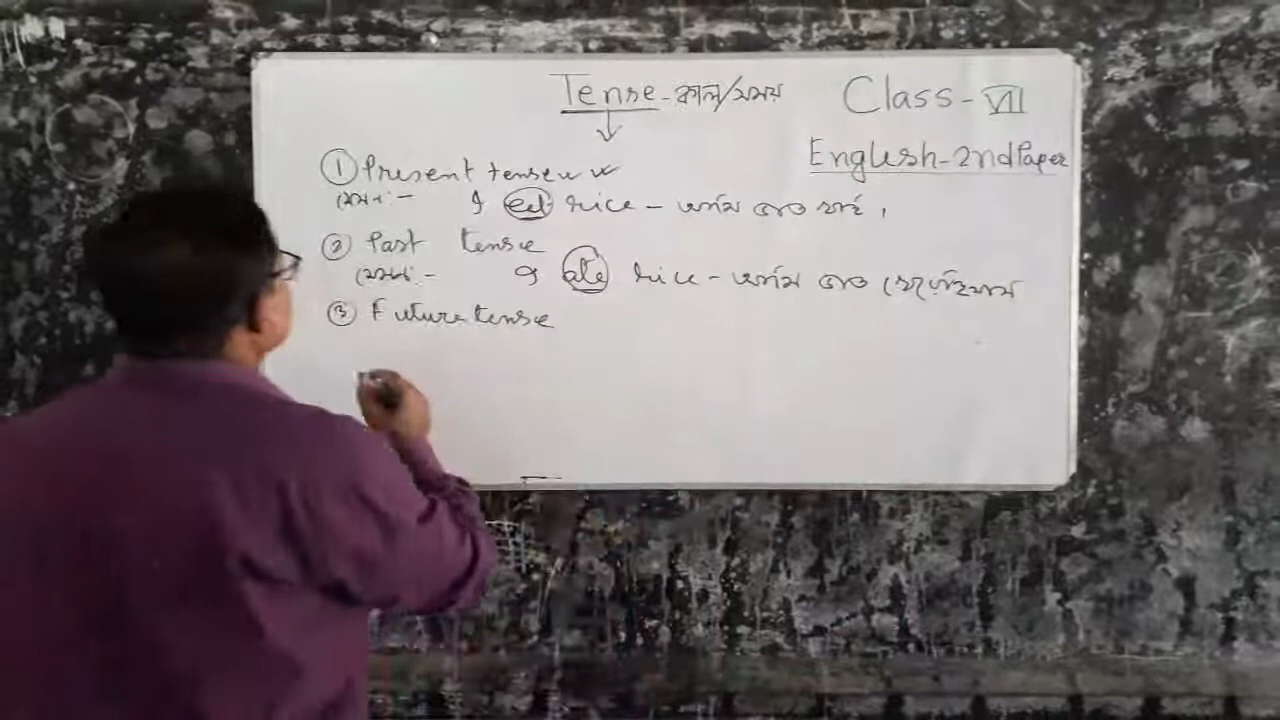 Tense - কাল/সময়
Class - VII
English - 2nd Paper
① Present tense
যেমন :- I eat rice - আমি ভাত খাই।
② Past tense
যেমন :- I ate rice - আমি ভাত খেয়েছিলাম
③ Future tense